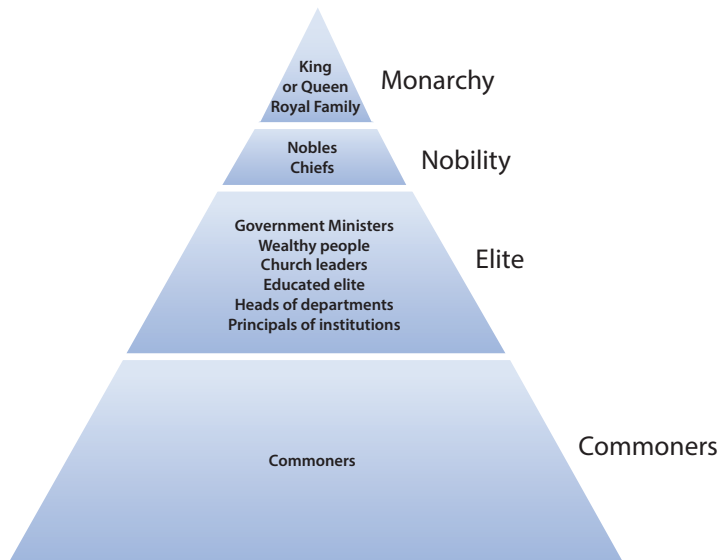 King
or Queen
Royal Family
Monarchy
Nobles
Chiefs
Nobility
Government Ministers
Wealthy people
Church leaders
Educated elite
Heads of departments
Principals of institutions
Elite
Commoners
Commoners